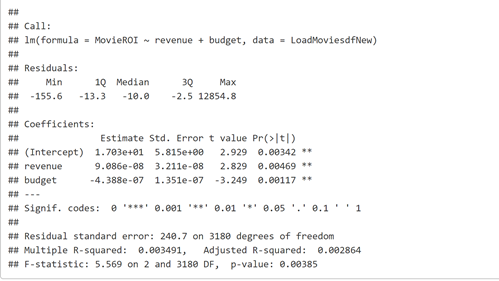 ##
## Call:
## lm(formula = MovieROI ~ revenue + budget, data = LoadMoviesdfNew)
##
## Residuals:
##     Min      1Q  Median      3Q     Max
##  -155.6   -13.3   -10.0    -2.5 12854.8
##
## Coefficients:
##               Estimate Std. Error t value Pr(>|t|)
## (Intercept)  1.703e+01  5.815e+00   2.929  0.00342 **
## revenue      9.086e-08  3.211e-08   2.829  0.00469 **
## budget      -4.388e-07  1.351e-07  -3.249  0.00117 **
## ---
## Signif. codes:  0 '***' 0.001 '**' 0.01 '*' 0.05 '.' 0.1 ' ' 1
##
## Residual standard error: 240.7 on 3180 degrees of freedom
## Multiple R-squared:  0.003491,   Adjusted R-squared:  0.002864
## F-statistic: 5.569 on 2 and 3180 DF,  p-value: 0.00385